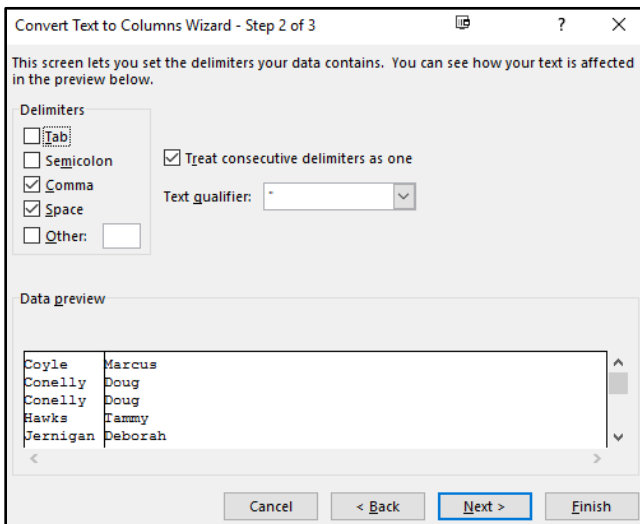 Convert Text to Columns Wizard - Step 2 of 3 ?
This screen lets you set the delimiters your data contains. You can see how your text is affected
in the preview below.
Delimiters
Tab
Semicolon
Comma
Space
Other:
Treat consecutive delimiters as one
Text qualifier: "
Data preview
Coyle Marcus
Conelly Doug
Conelly Doug
Hawks Tammy
Jernigan Deborah
Cancel < Back Next > Finish